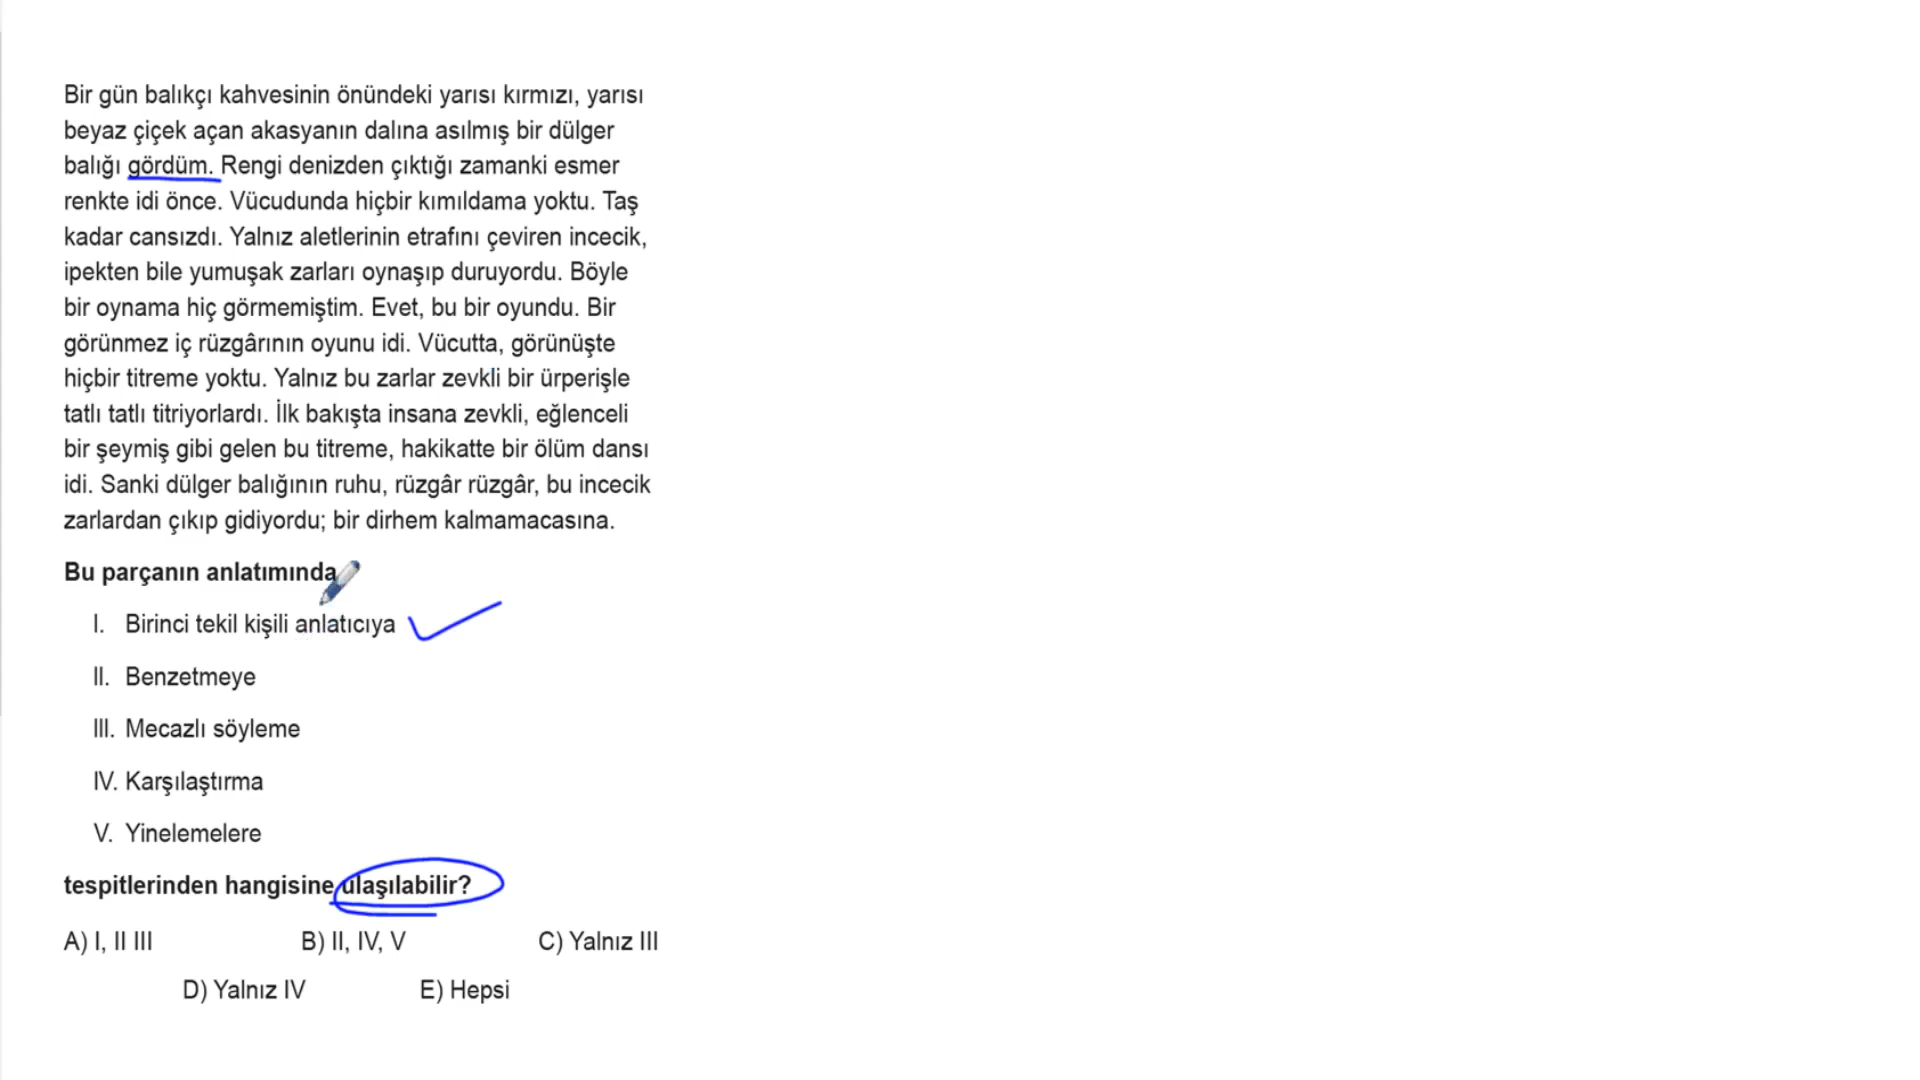 Bir gün balıkçı kahvesinin önündeki yarısı kırmızı, yarısı
beyaz çiçek açan akasyanın dalına asılmış bir dülger
balığı gördüm. Rengi denizden çıktığı zamanki esmer
renkte idi önce. Vücudunda hiçbir kımıldama yoktu. Taş
kadar cansızdı. Yalnız aletlerinin etrafını çeviren incecik,
ipekten bile yumuşak zarları oynaşıp duruyordu. Böyle
bir oynama hiç görmemiştim. Evet, bu bir oyundu. Bir
görünmez iç rüzgârının oyunu idi. Vücutta, görünüşte
hiçbir titreme yoktu. Yalnız bu zarlar zevkli bir ürperişle
tatlı tatlı titriyorlardı. İlk bakışta insana zevkli, eğlenceli
bir şeymiş gibi gelen bu titreme, hakikatte bir ölüm dansı
idi. Sanki dülger balığının ruhu, rüzgâr rüzgâr, bu incecik
zarlardan çıkıp gidiyordu; bir dirhem kalmamacasına.
Bu parçanın anlatımında
I. Birinci tekil kişili anlatıcıya
II. Benzetmeye
III. Mecazlı söyleme
IV. Karşılaştırma
V. Yinelemelere
tespitlerinden hangisine ulaşılabilir?
A) I, II III B) II, IV, V C) Yalnız III
D) Yalnız IV E) Hepsi